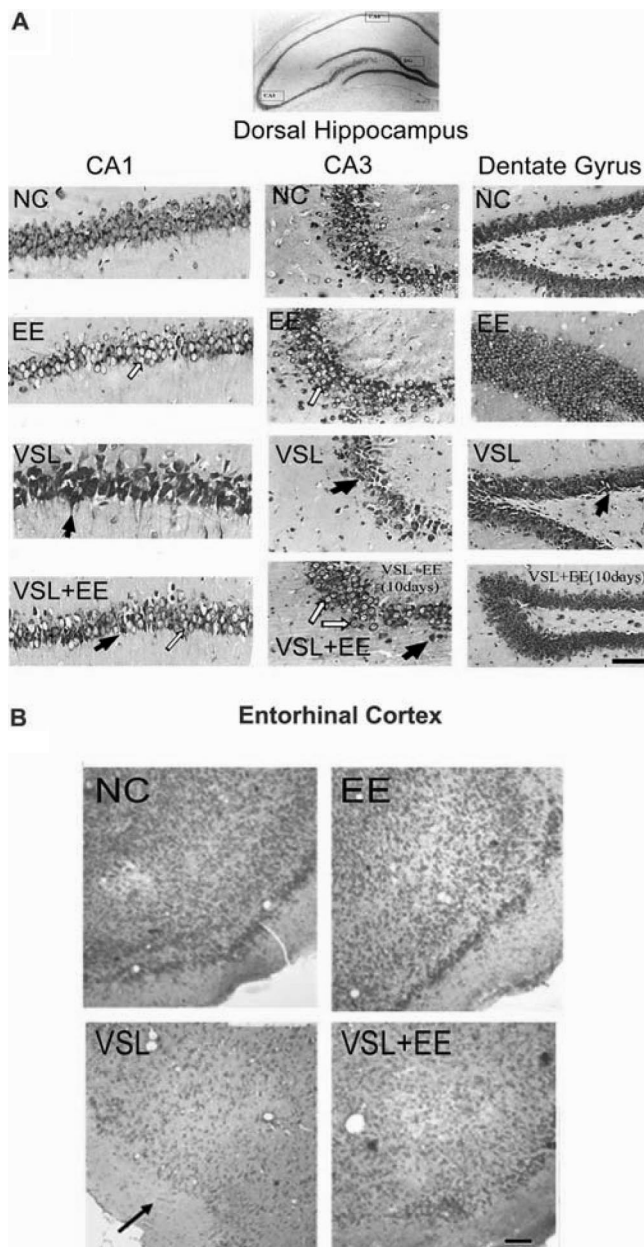 A
Dorsal Hippocampus
CA1 CA3 Dentate Gyrus
NC NC NC
EE EE EE
VSL VSL VSL
VSL+EE VSL+EE (10days) VSL+EE(10days)
VSL+EE
B Entorhinal Cortex
NC EE
VSL VSL+EE